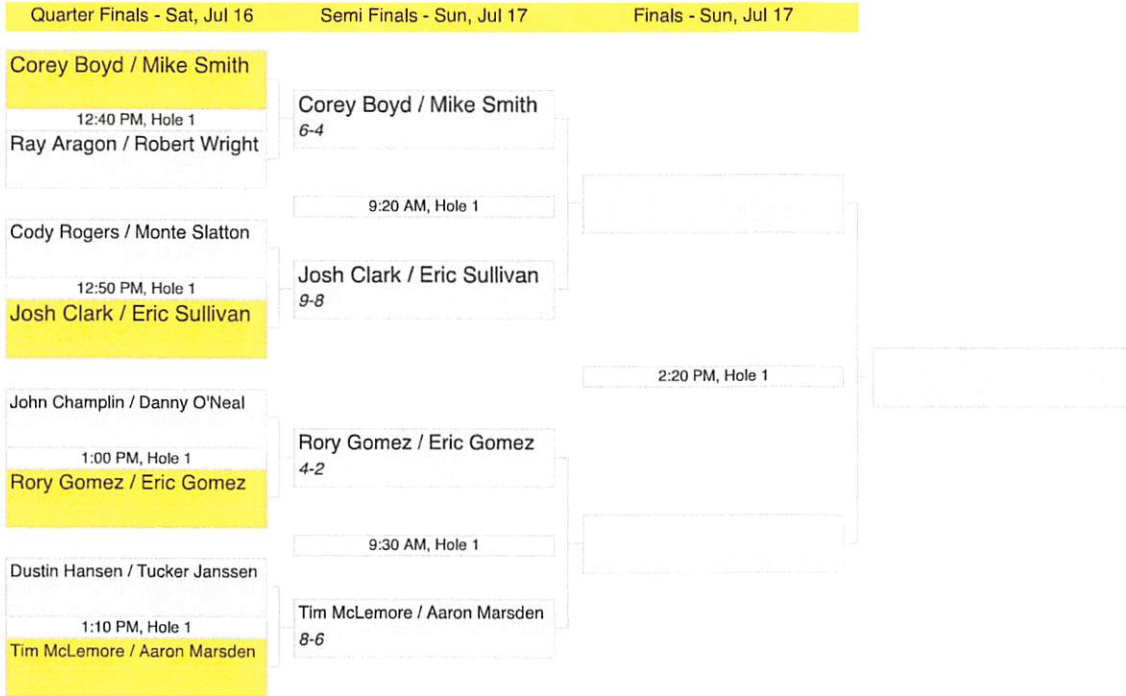 Quarter Finals - Sat, Jul 16
Semi Finals - Sun, Jul 17
Finals - Sun, Jul 17
Corey Boyd / Mike Smith
12:40 PM, Hole 1
Ray Aragon / Robert Wright
Cody Rogers / Monte Slatton
12:50 PM, Hole 1
Josh Clark / Eric Sullivan
John Champlin / Danny O'Neal
1:00 PM, Hole 1
Rory Gomez / Eric Gomez
Dustin Hansen / Tucker Janssen
1:10 PM, Hole 1
Tim McLemore / Aaron Marsden
Corey Boyd / Mike Smith
6-4
9:20 AM, Hole 1
Josh Clark / Eric Sullivan
9-8
Rory Gomez / Eric Gomez
4-2
9:30 AM, Hole 1
Tim McLemore / Aaron Marsden
8-6
2:20 PM, Hole 1